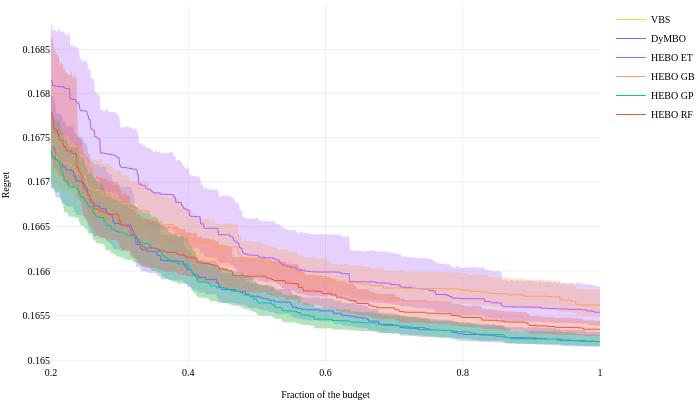 0.1685
0.168
0.1675
0.167
0.1665
0.166
0.1655
0.165
Regret
0.2
0.4
0.6
0.8
1
Fraction of the budget
VBS
DyMBO
HEBO ET
HEBO GB
HEBO GP
HEBO RF